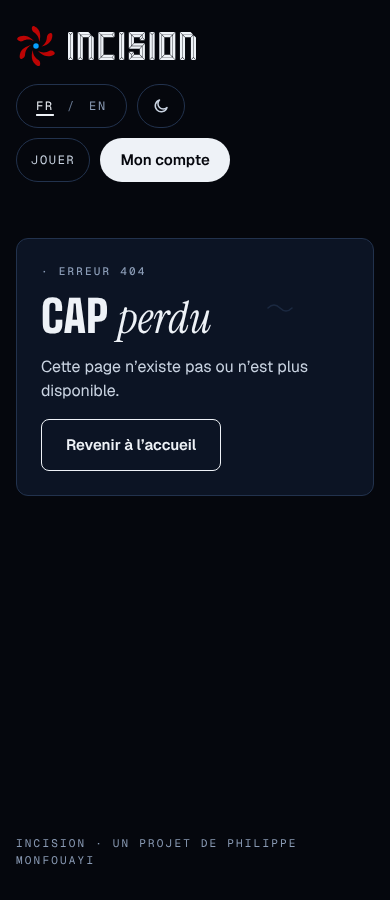 INCISION
FR / EN
JOUER Mon compte
· ERREUR 404
CAP perdu
Cette page n’existe pas ou n’est plus
disponible.
Revenir à l’accueil
INCISION · UN PROJET DE PHILIPPE
MONFOUAYI